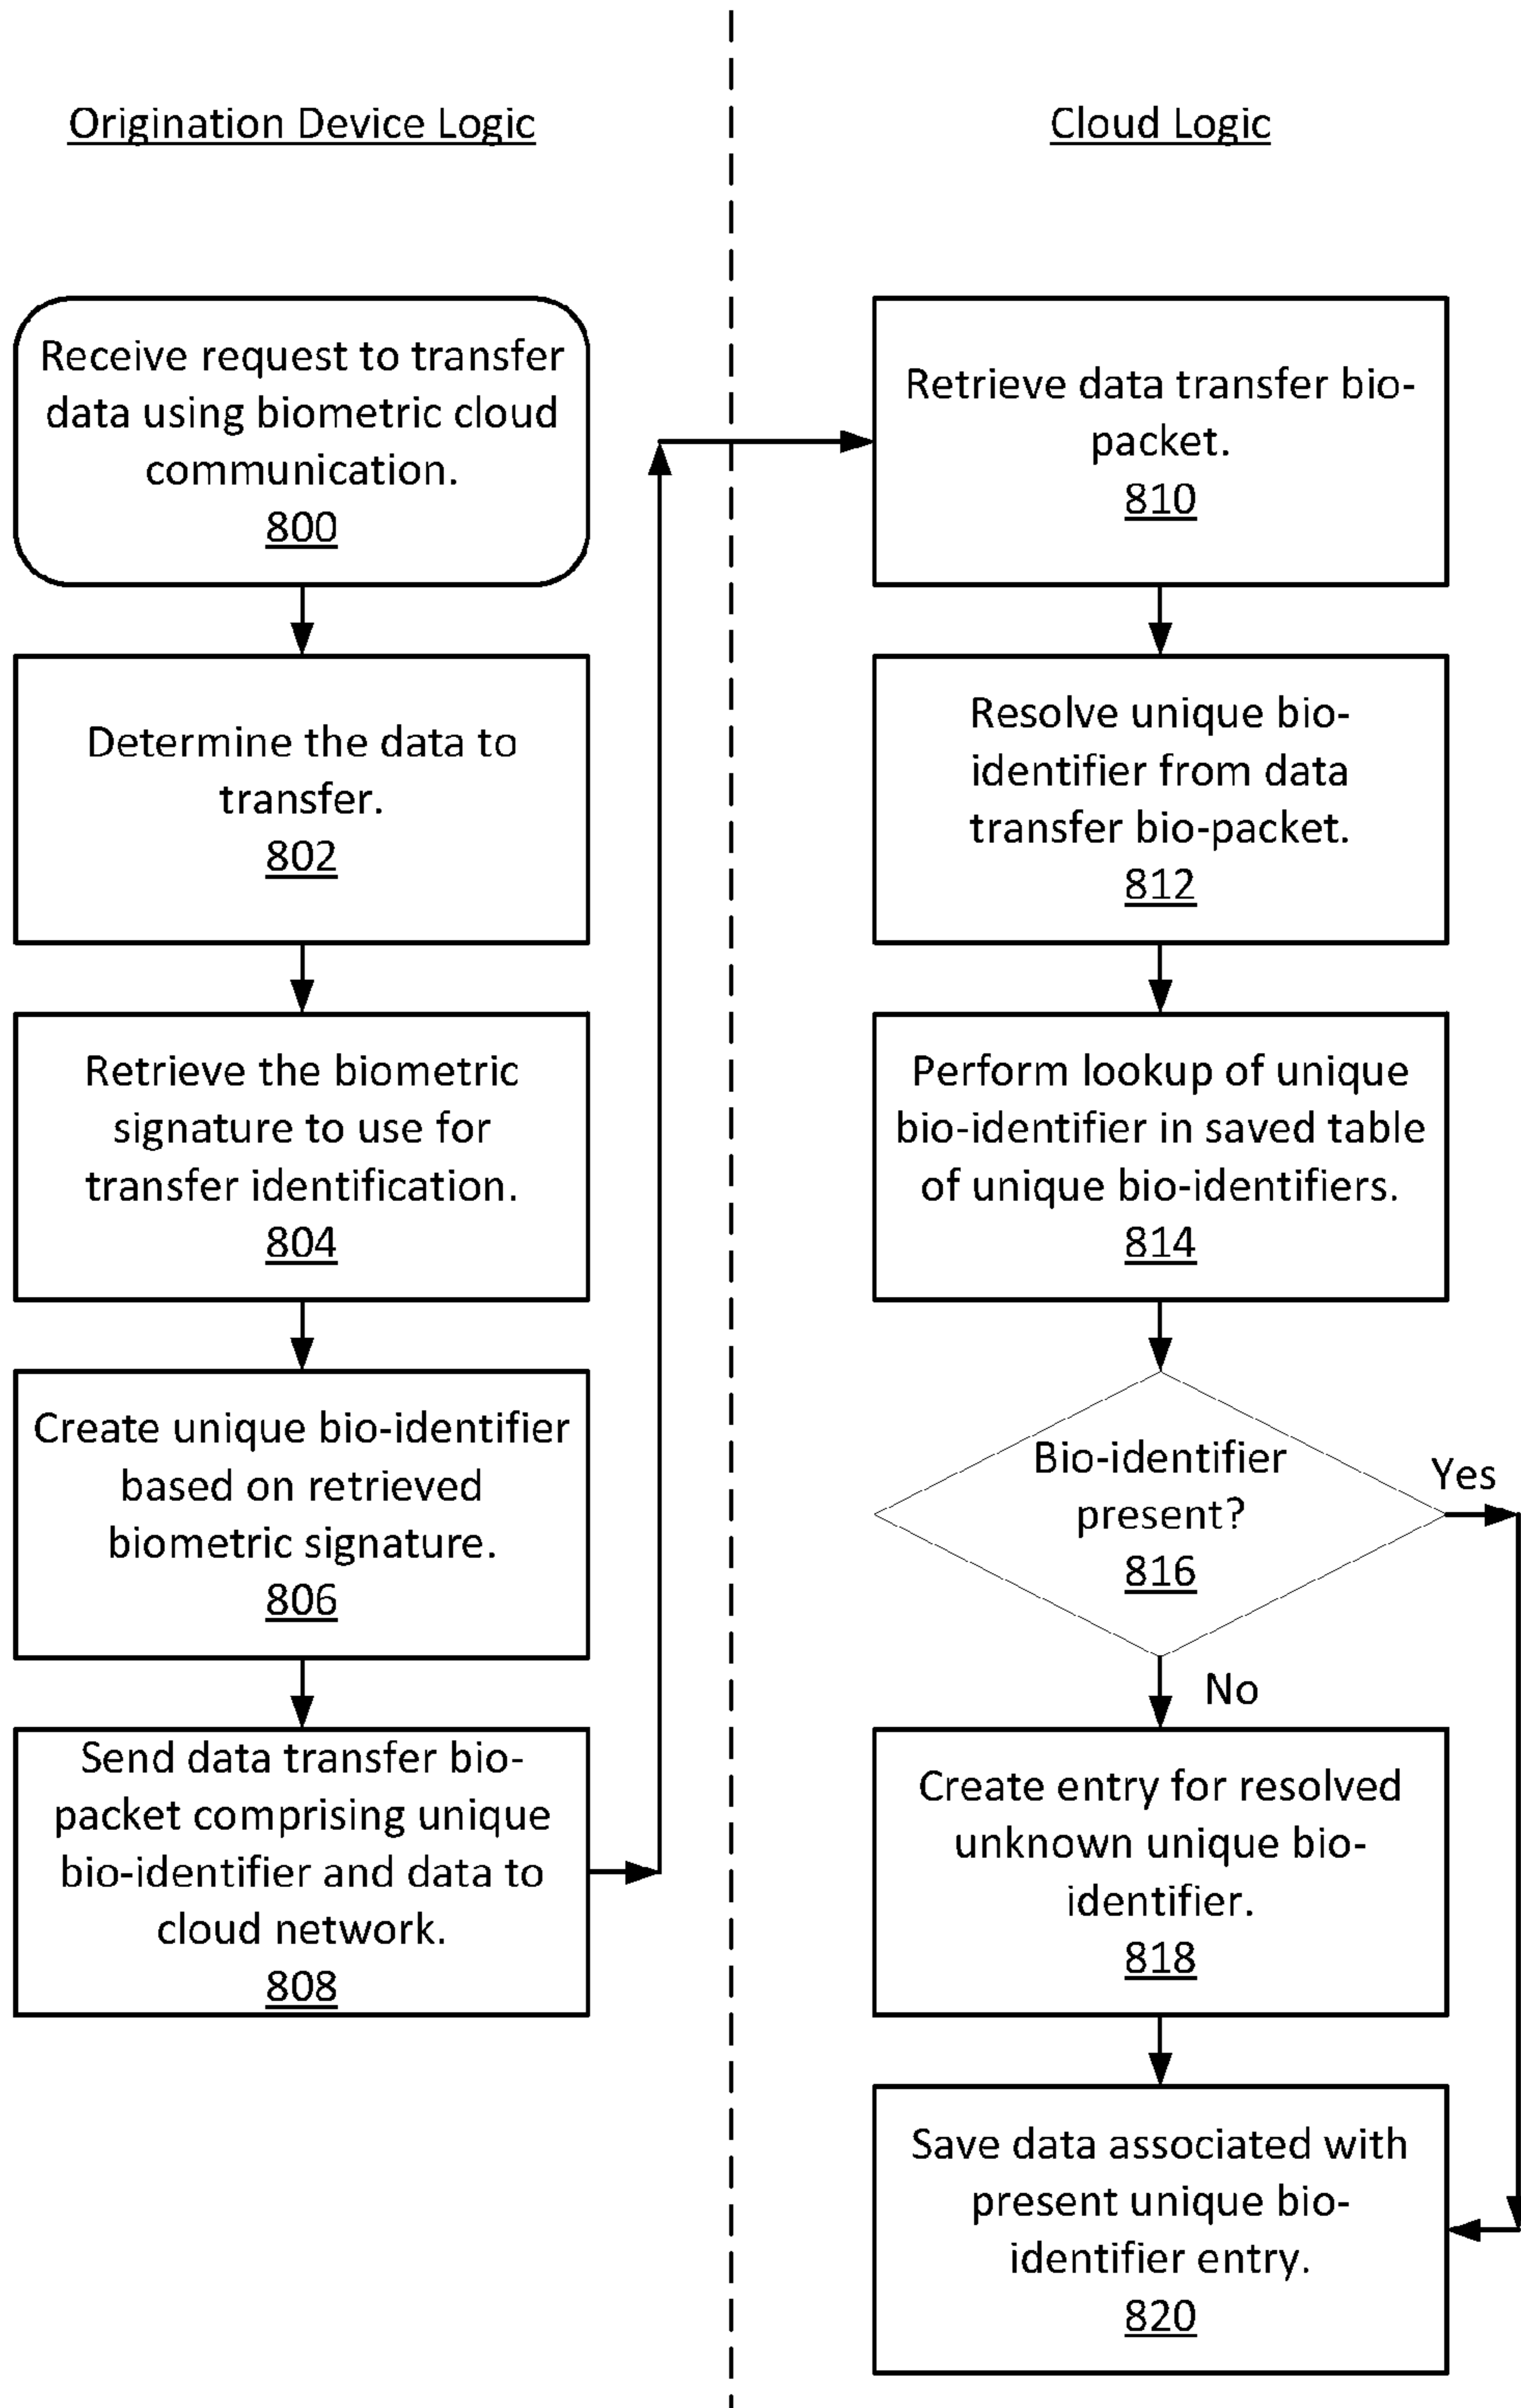 Origination Device Logic
Receive request to transfer
data using biometric cloud
communication.
800
Determine the data to
transfer.
802
Retrieve the biometric
signature to use for
transfer identification.
804
Create unique bio-identifier
based on retrieved
biometric signature.
806
Send data transfer bio-
packet comprising unique
bio-identifier and data to
cloud network.
808
Cloud Logic
Retrieve data transfer bio-
packet.
810
Resolve unique bio-
identifier from data
transfer bio-packet.
812
Perform lookup of unique
bio-identifier in saved table
of unique bio-identifiers.
814
Bio-identifier
present?
816
Yes
No
Create entry for resolved
unknown unique bio-
identifier.
818
Save data associated with
present unique bio-
identifier entry.
820